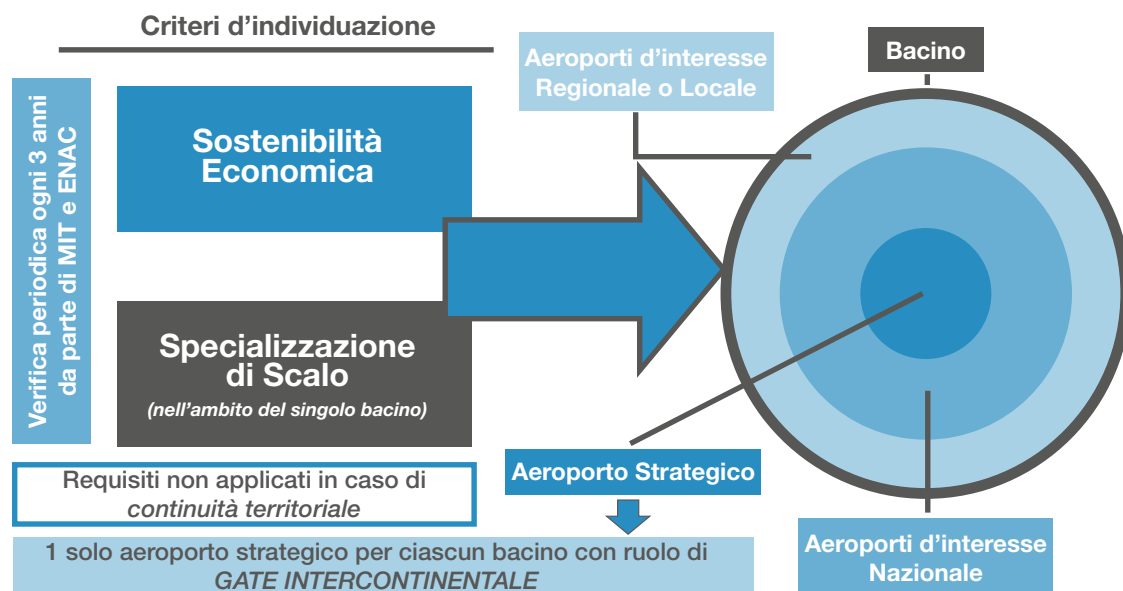 Criteri d'individuazione
Verifica periodica ogni 3 anni
da parte di MIT e ENAC
Sostenibilità
Economica
Specializzazione
di Scalo
(nell'ambito del singolo bacino)
Requisiti non applicati in caso di
continuità territoriale
Aeroporti d'interesse
Regionale o Locale
Bacino
Aeroporto Strategico
1 solo aeroporto strategico per ciascun bacino con ruolo di
GATE INTERCONTINENTALE
Aeroporti d'interesse
Nazionale